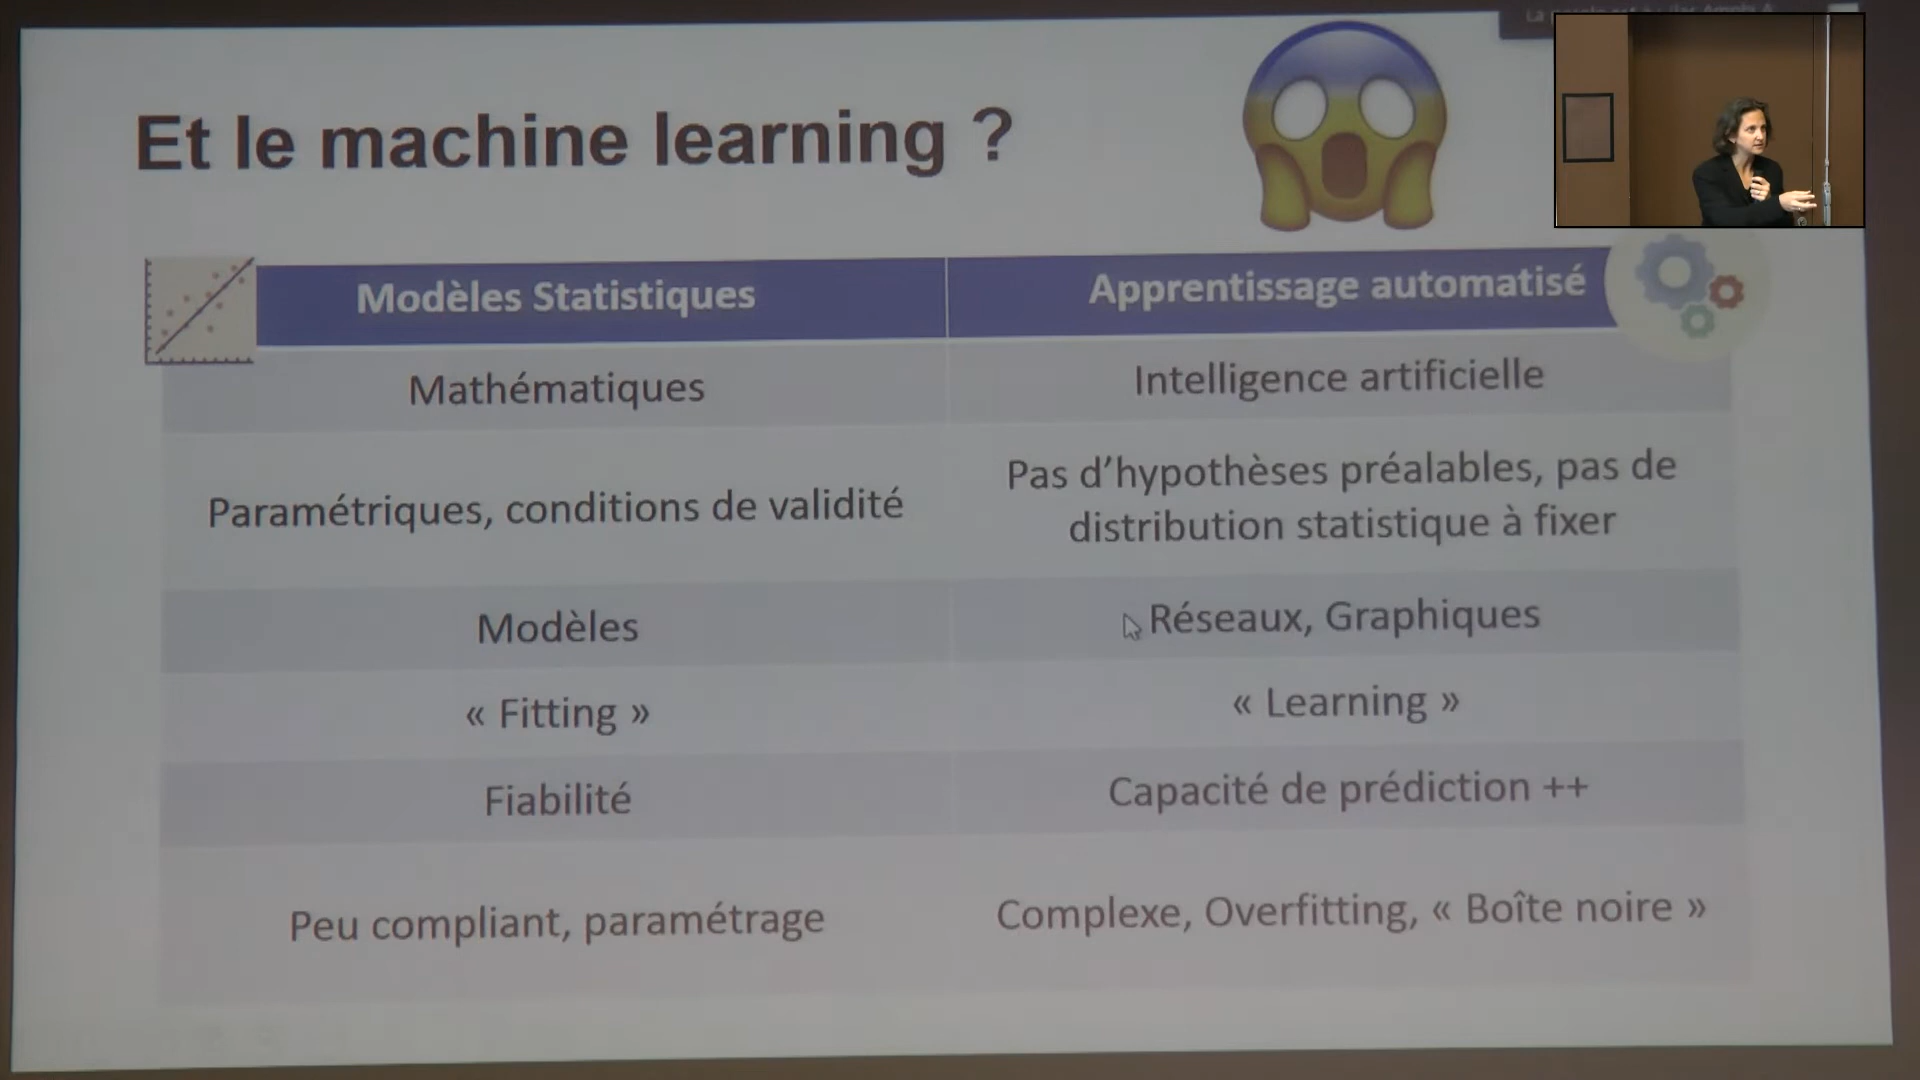 Et le machine learning ?
Modèles Statistiques
Apprentissage automatisé
Mathématiques
Intelligence artificielle
Paramétriques, conditions de validité
Pas d’hypothèses préalables, pas de
distribution statistique à fixer
Modèles
Réseaux, Graphiques
« Fitting »
« Learning »
Fiabilité
Capacité de prédiction ++
Peu compliant, paramétrage
Complexe, Overfitting, « Boîte noire »